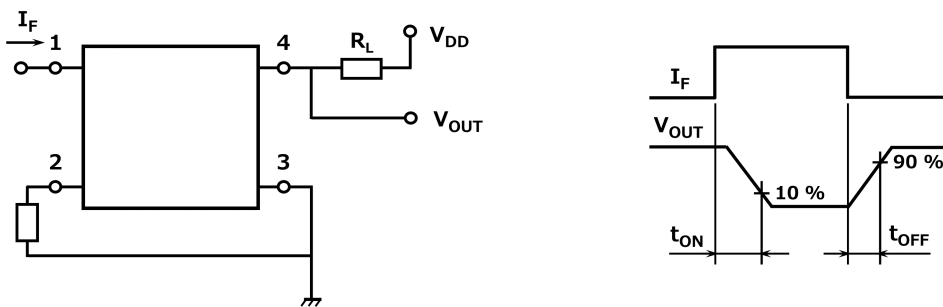 I_F
1
4
R_L
V_DD
V_OUT
2
3
I_F
V_OUT
90 %
10 %
t_ON
t_OFF